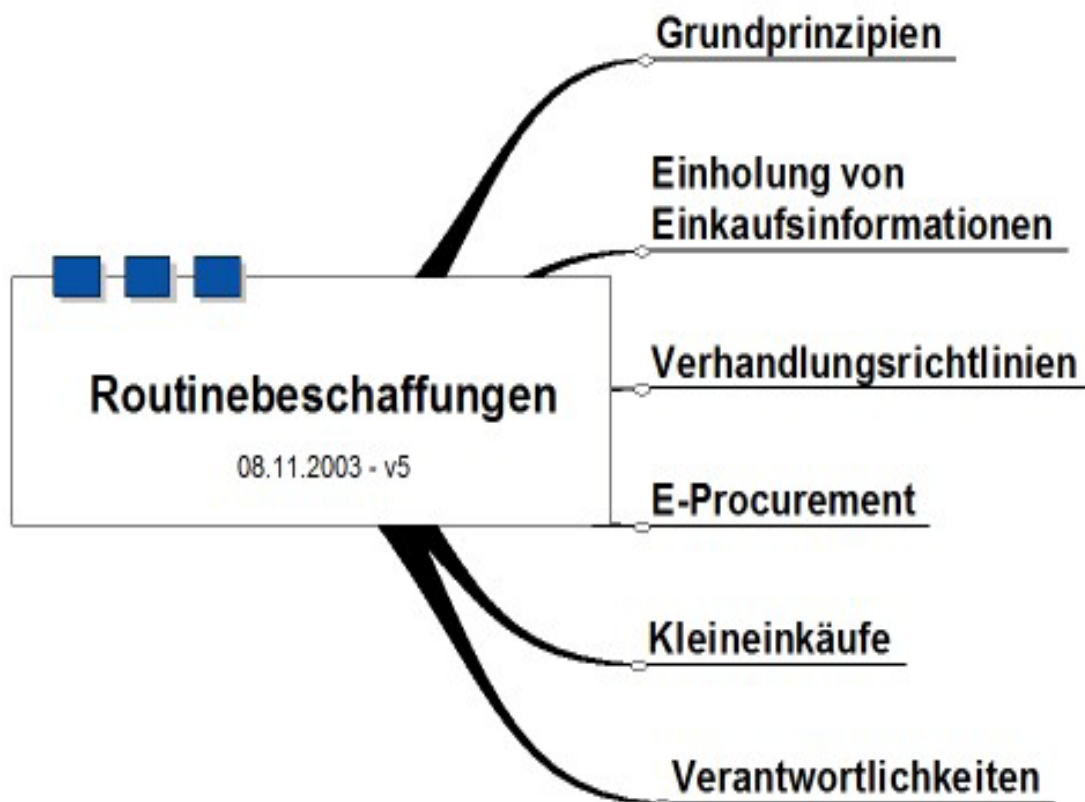 Grundprinzipien
Einholung von
Einkaufsinformationen
Verhandlungsrichtlinien
Routinebeschaffungen
08.11.2003 - v5
E-Procurement
Kleineinkäufe
Verantwortlichkeiten